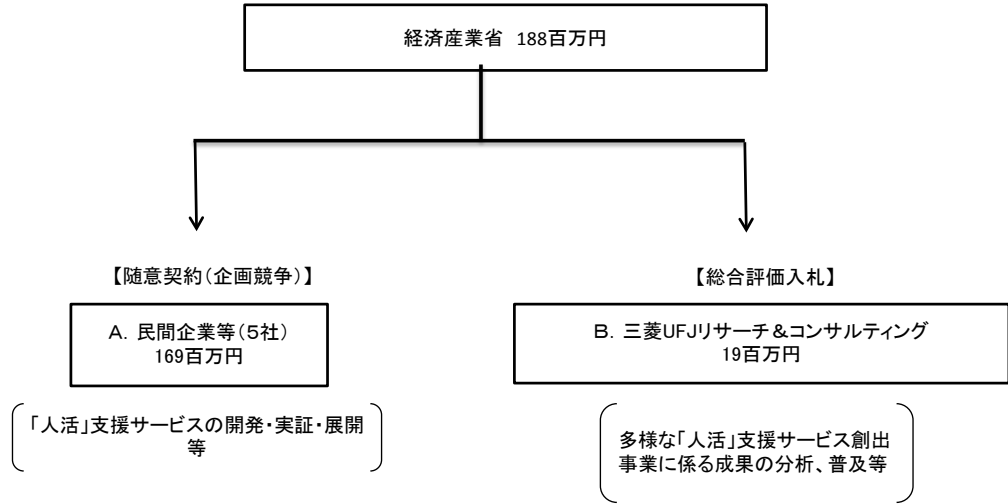 経済産業省 188百万円
【随意契約(企画競争)】
【総合評価入札】
A. 民間企業等(5社)
169百万円
B. 三菱UFJリサーチ&コンサルティング
19百万円
「人活」支援サービスの開発・実証・展開
等
多様な「人活」支援サービス創出
事業に係る成果の分析、普及等